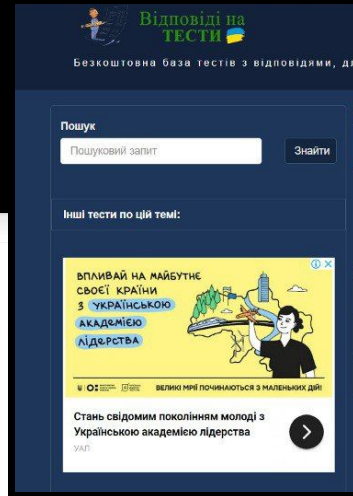 Відповіді на
ТЕСТИ
Безкоштовна база тестів з відповідями,
Пошук
Пошуковий запит
Знайти
Інші тести по цій темі:
ВПЛИВАЙ НА МАЙБУТНЄ
СВОЄЇ КРАЇНИ
З УКРАЇНСЬКОЮ
АКАДЕМІЄЮ
ЛІДЕРСТВА
ВЕЛИКІ МРІЇ ПОЧИНАЮТЬСЯ З МАЛЕНЬКИХ ДІЙ!
Стань свідомим поколінням молоді з
Українською академією лідерства
УАЛ